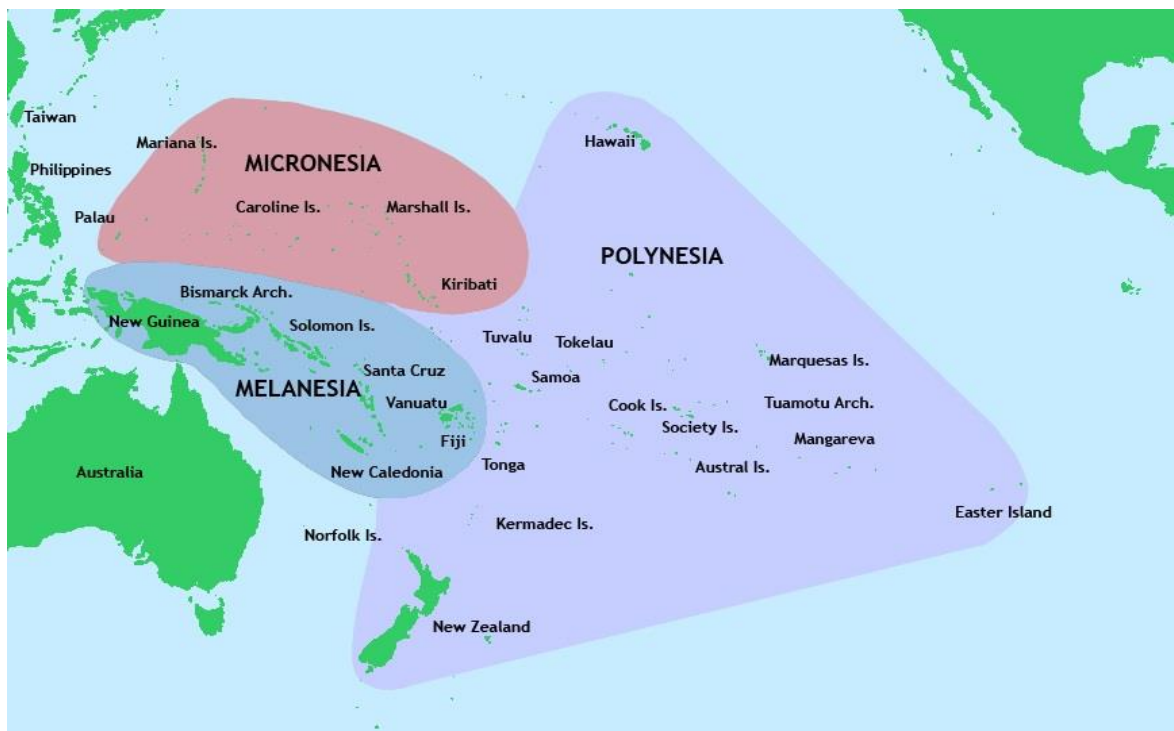 Taiwan
Mariana Is.
Hawaii
MICRONESIA
Philippines
Caroline Is.
Marshall Is.
Palau
POLYNESIA
Kiribati
Bismarck Arch.
New Guinea
Solomon Is.
Tuvalu
Tokelau
Marquesas Is.
Santa Cruz
Samoa
MELANESIA
Vanuatu
Cook Is.
Tuamotu Arch.
Society Is.
Fiji
Mangareva
Tonga
Austral Is.
Australia
New Caledonia
Easter Island
Kermadec Is.
Norfolk Is.
New Zealand